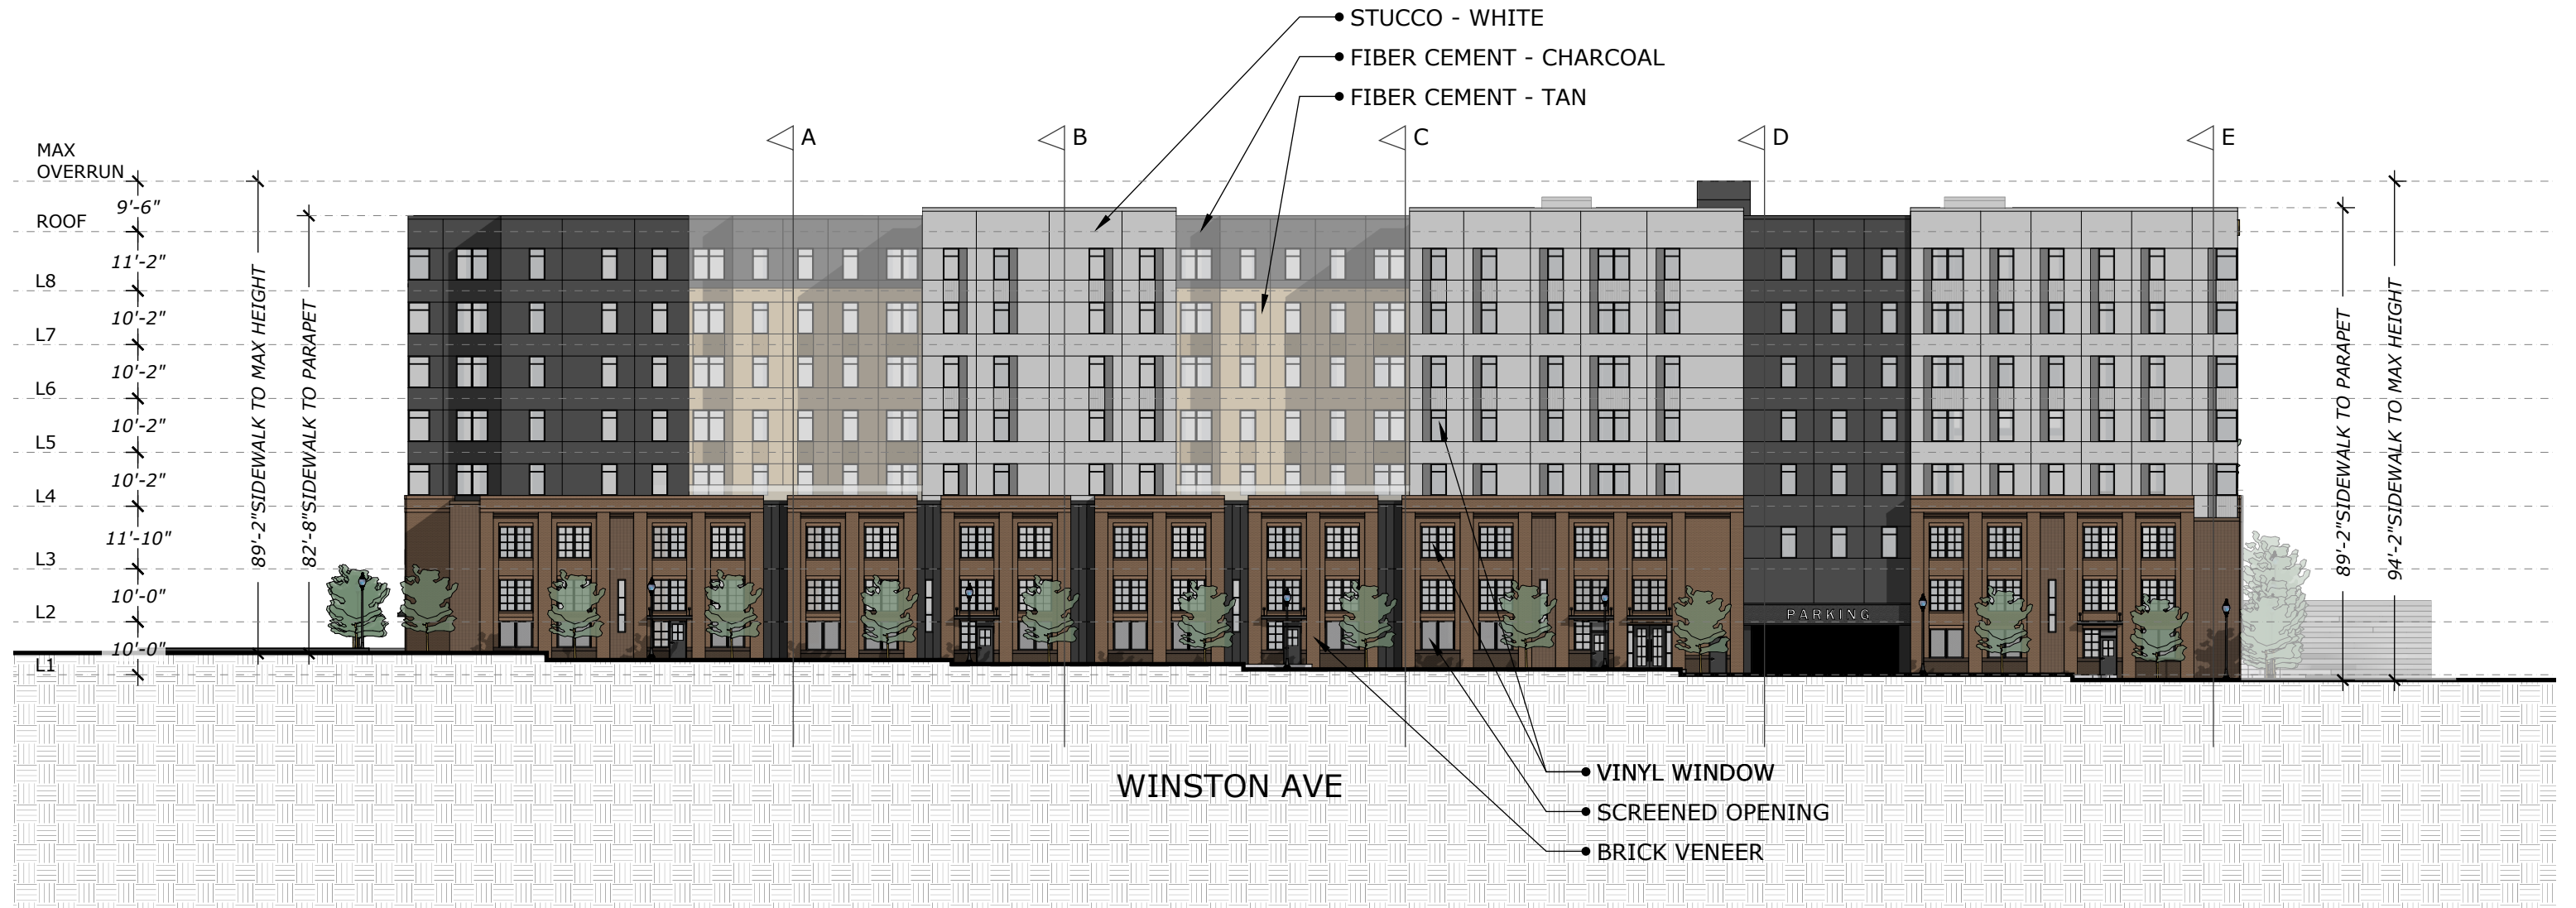 STUCCO - WHITE
FIBER CEMENT - CHARCOAL
FIBER CEMENT - TAN
A
B
C
D
E
MAX
OVERRUN
9'-6"
ROOF
11'-2"
L8
10'-2"
L7
10'-2"
L6
10'-2"
L5
10'-2"
L4
11'-10"
L3
10'-0"
L2
10'-0"
L1
89'-2"SIDEWALK TO MAX HEIGHT
82'-8"SIDEWALK TO PARAPET
89'-2"SIDEWALK TO PARAPET
94'-2"SIDEWALK TO MAX HEIGHT
PARKING
WINSTON AVE
VINYL WINDOW
SCREENED OPENING
BRICK VENEER